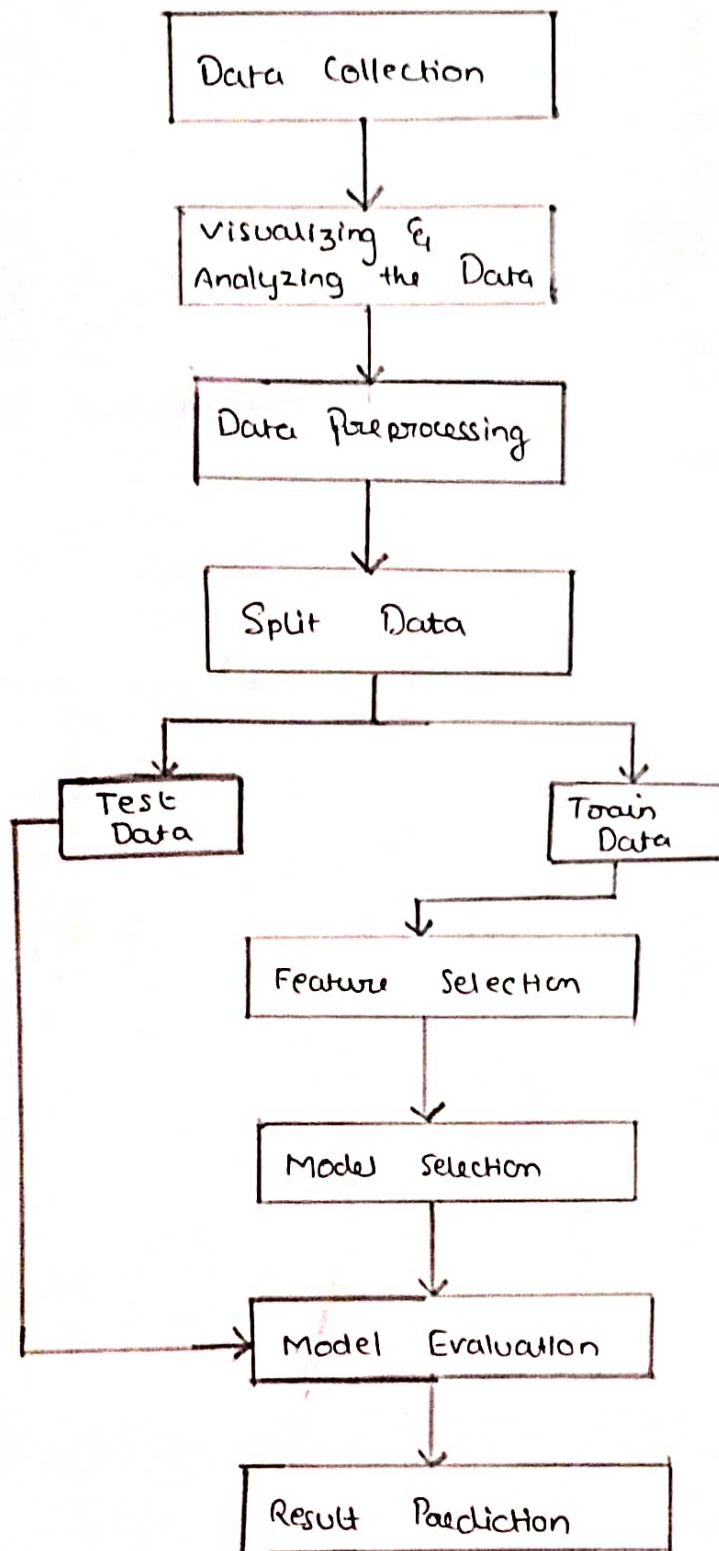 Data Collection
Visualizing &
Analyzing the Data
Data Preprocessing
Split Data
Test
Data
Train
Data
Feature Selection
Model Selection
Model Evaluation
Result Prediction